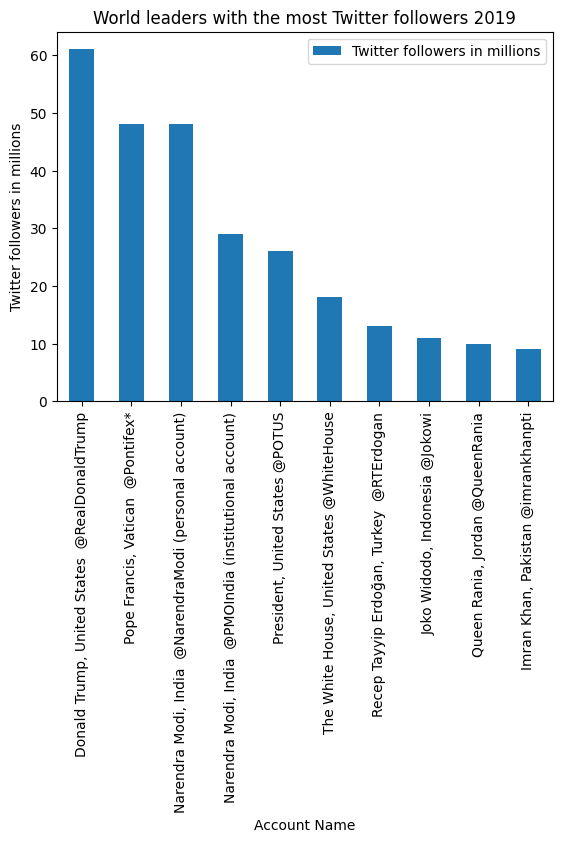 World leaders with the most Twitter followers 2019
Twitter followers in millions
Twitter followers in millions
60
50
40
30
20
10
0
Donald Trump, United States  @RealDonaldTrump
Pope Francis, Vatican  @Pontifex*
Narendra Modi, India  @NarendraModi (personal account)
Narendra Modi, India  @PMOIndia (institutional account)
President, United States @POTUS
The White House, United States @WhiteHouse
Recep Tayyip Erdoğan, Turkey  @RTErdogan
Joko Widodo, Indonesia @Jokowi
Queen Rania, Jordan @QueenRania
Imran Khan, Pakistan @imrankhanpti
Account Name